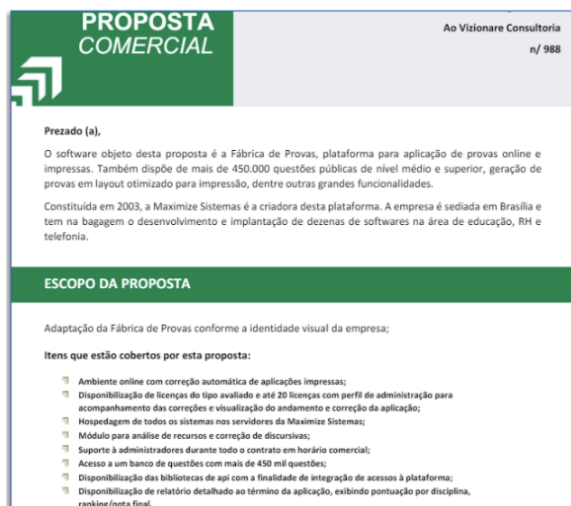 PROPOSTA
COMERCIAL
Ao Vizionare Consultoria
n/ 988
Prezado (a),
O software objeto desta proposta é a Fábrica de Provas, plataforma para aplicação de provas online e
impressas. Também dispõe de mais de 450.000 questões públicas de nível médio e superior, geração de
provas em layout otimizado para impressão, dentre outras grandes funcionalidades.
Constituída em 2003, a Maximize Sistemas é a criadora desta plataforma. A empresa é sediada em Brasília e
tem na bagagem o desenvolvimento e implantação de dezenas de softwares na área de educação, RH e
telefonia.
ESCOPO DA PROPOSTA
Adaptação da Fábrica de Provas conforme a identidade visual da empresa;
Itens que estão cobertos por esta proposta:
Ambiente online com correção automática de aplicações impressas;
Disponibilização de licenças do tipo avaliado e até 20 licenças com perfil de administração para
acompanhamento das correções e visualização do andamento e correção da aplicação;
Hospedagem de todos os sistemas nos servidores da Maximize Sistemas;
Módulo para análise de recursos e correção de discursivas;
Suporte à administradores durante todo o contrato em horário comercial;
Acesso a um banco de questões com mais de 450 mil questões;
Disponibilização das bibliotecas de api com a finalidade de integração de acessos à plataforma;
Disponibilização de relatório detalhado ao término da aplicação, exibindo pontuação por disciplina,
ranking/nota final.